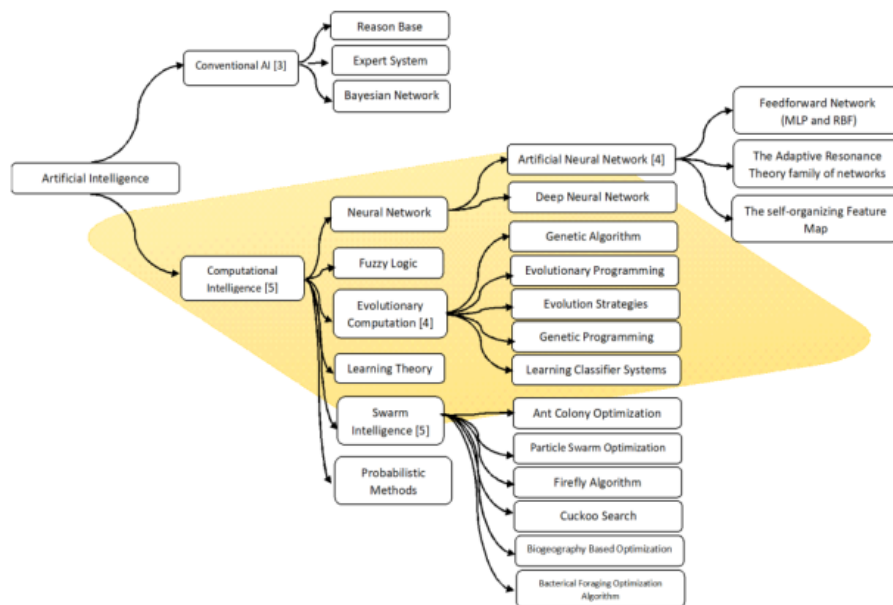 Reason Base
Conventional AI [3]
Expert System
Bayesian Network
Feedforward Network
(MLP and RBF)
Artificial Neural Network [4]
The Adaptive Resonance
Theory family of networks
Artificial Intelligence
Deep Neural Network
Neural Network
The self-organizing Feature
Map
Genetic Algorithm
Fuzzy Logic
Computational
Intelligence [5]
Evolutionary Programming
Evolutionary
Computation [4]
Evolution Strategies
Genetic Programming
Learning Theory
Learning Classifier Systems
Swarm
Intelligence [5]
Ant Colony Optimization
Particle Swarm Optimization
Probabilistic
Methods
Firefly Algorithm
Cuckoo Search
Biogeography Based Optimization
Bacterical Foraging Optimization
Algorithm